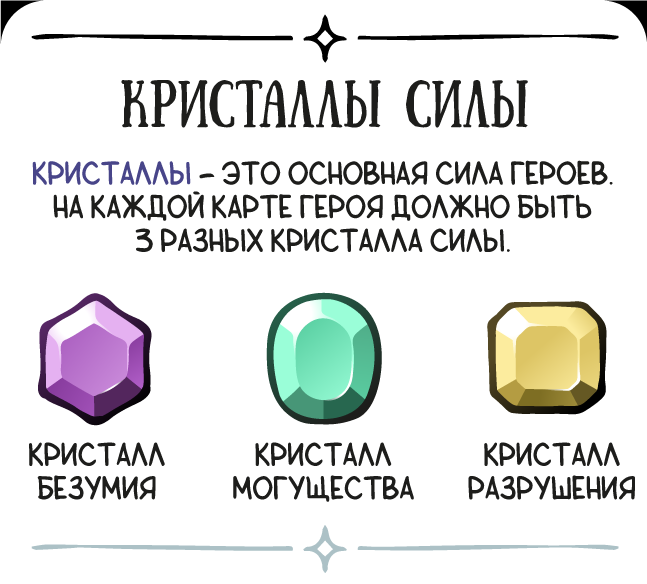 КРИСТАЛЛЫ СИЛЫ
КРИСТАЛЛЫ – ЭТО ОСНОВНАЯ СИЛА ГЕРОЕВ.
НА КАЖДОЙ КАРТЕ ГЕРОЯ ДОЛЖНО БЫТЬ
3 РАЗНЫХ КРИСТАЛЛА СИЛЫ.
КРИСТАЛЛ БЕЗУМИЯ
КРИСТАЛЛ МОГУЩЕСТВА
КРИСТАЛЛ РАЗРУШЕНИЯ